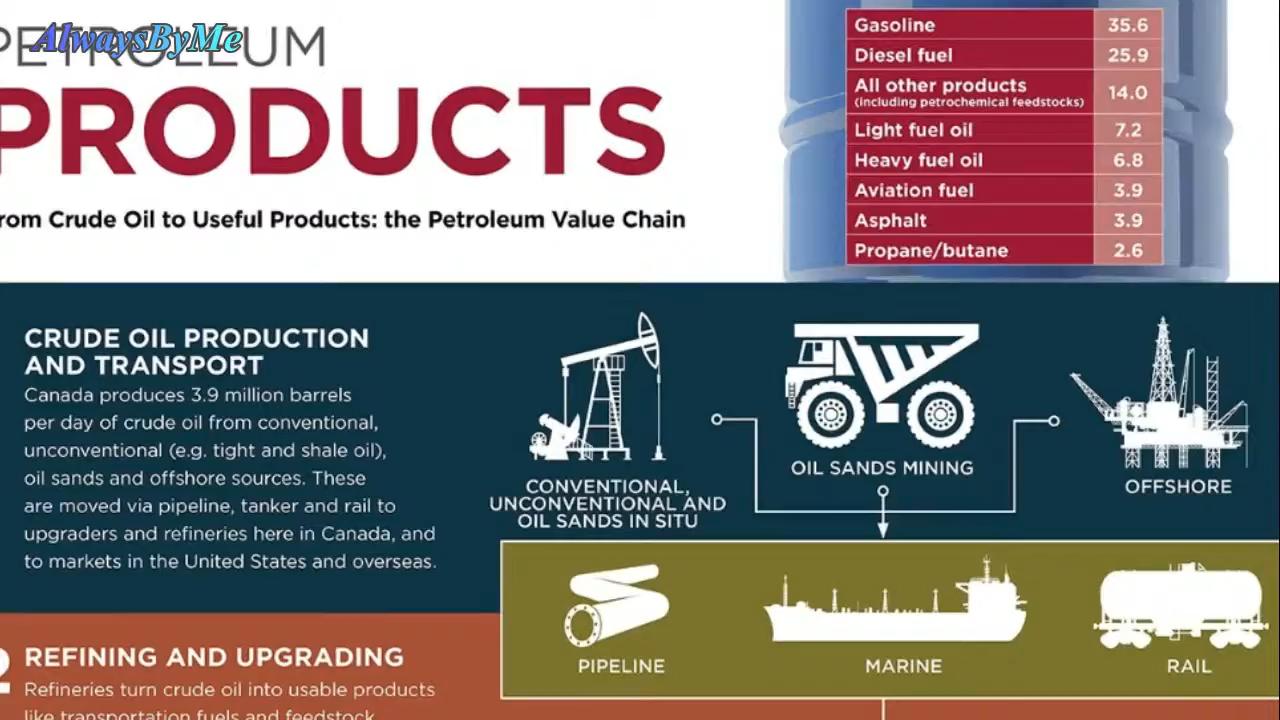 AlwaysByMe
PETROLEUM
PRODUCTS
rom Crude Oil to Useful Products: the Petroleum Value Chain
Gasoline 35.6
Diesel fuel 25.9
All other products
(including petrochemical feedstocks) 14.0
Light fuel oil 7.2
Heavy fuel oil 6.8
Aviation fuel 3.9
Asphalt 3.9
Propane/butane 2.6
CRUDE OIL PRODUCTION
AND TRANSPORT
Canada produces 3.9 million barrels
per day of crude oil from conventional,
unconventional (e.g. tight and shale oil),
oil sands and offshore sources. These
are moved via pipeline, tanker and rail to
upgraders and refineries here in Canada, and
to markets in the United States and overseas.
CONVENTIONAL,
UNCONVENTIONAL AND
OIL SANDS IN SITU
OIL SANDS MINING
OFFSHORE
PIPELINE
MARINE
RAIL
2
REFINING AND UPGRADING
Refineries turn crude oil into usable products
like transportation fuels and feedstock